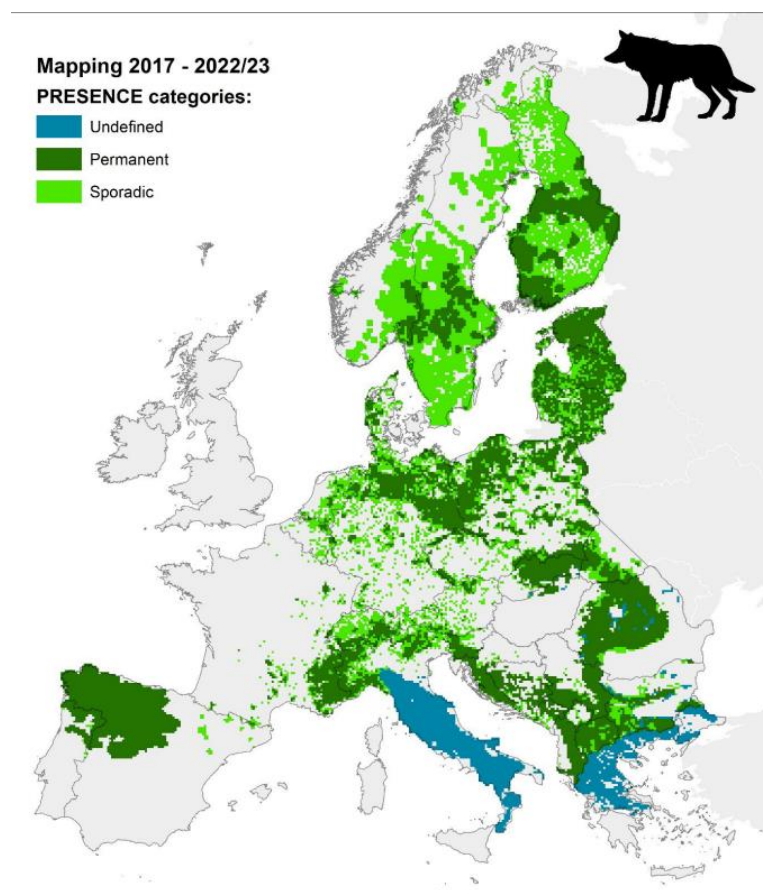 Mapping 2017 - 2022/23
PRESENCE categories:
Undefined
Permanent
Sporadic